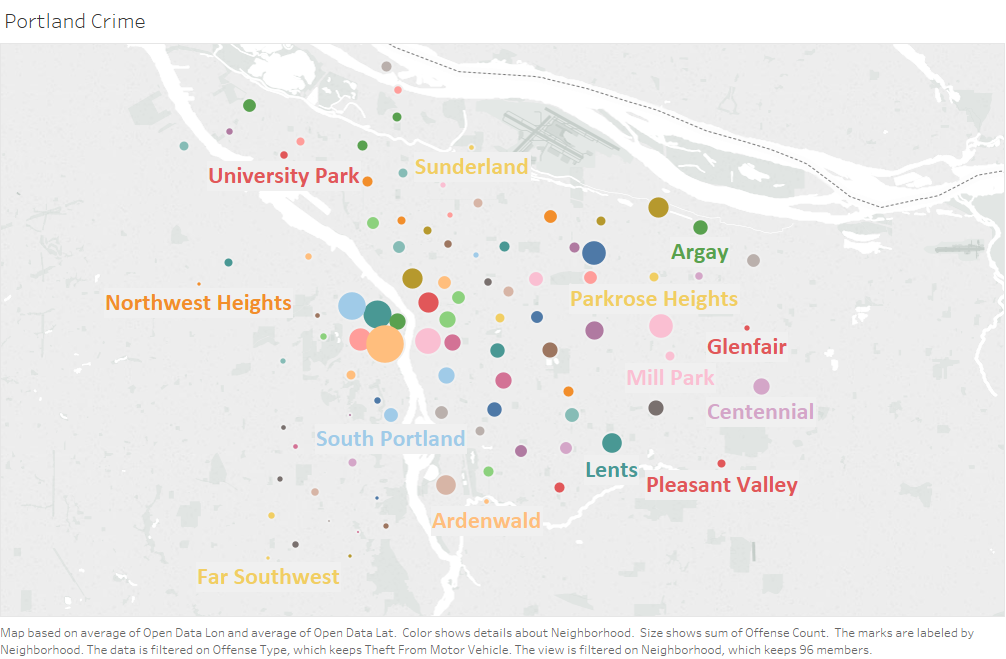 Portland Crime
University Park
Sunderland
Argay
Northwest Heights
Parkrose Heights
Glenfair
Mill Park
Centennial
South Portland
Lents
Pleasant Valley
Ardenwald
Far Southwest
Map based on average of Open Data Lon and average of Open Data Lat.  Color shows details about Neighborhood.  Size shows sum of Offense Count.  The marks are labeled by
Neighborhood. The data is filtered on Offense Type, which keeps Theft From Motor Vehicle. The view is filtered on Neighborhood, which keeps 96 members.